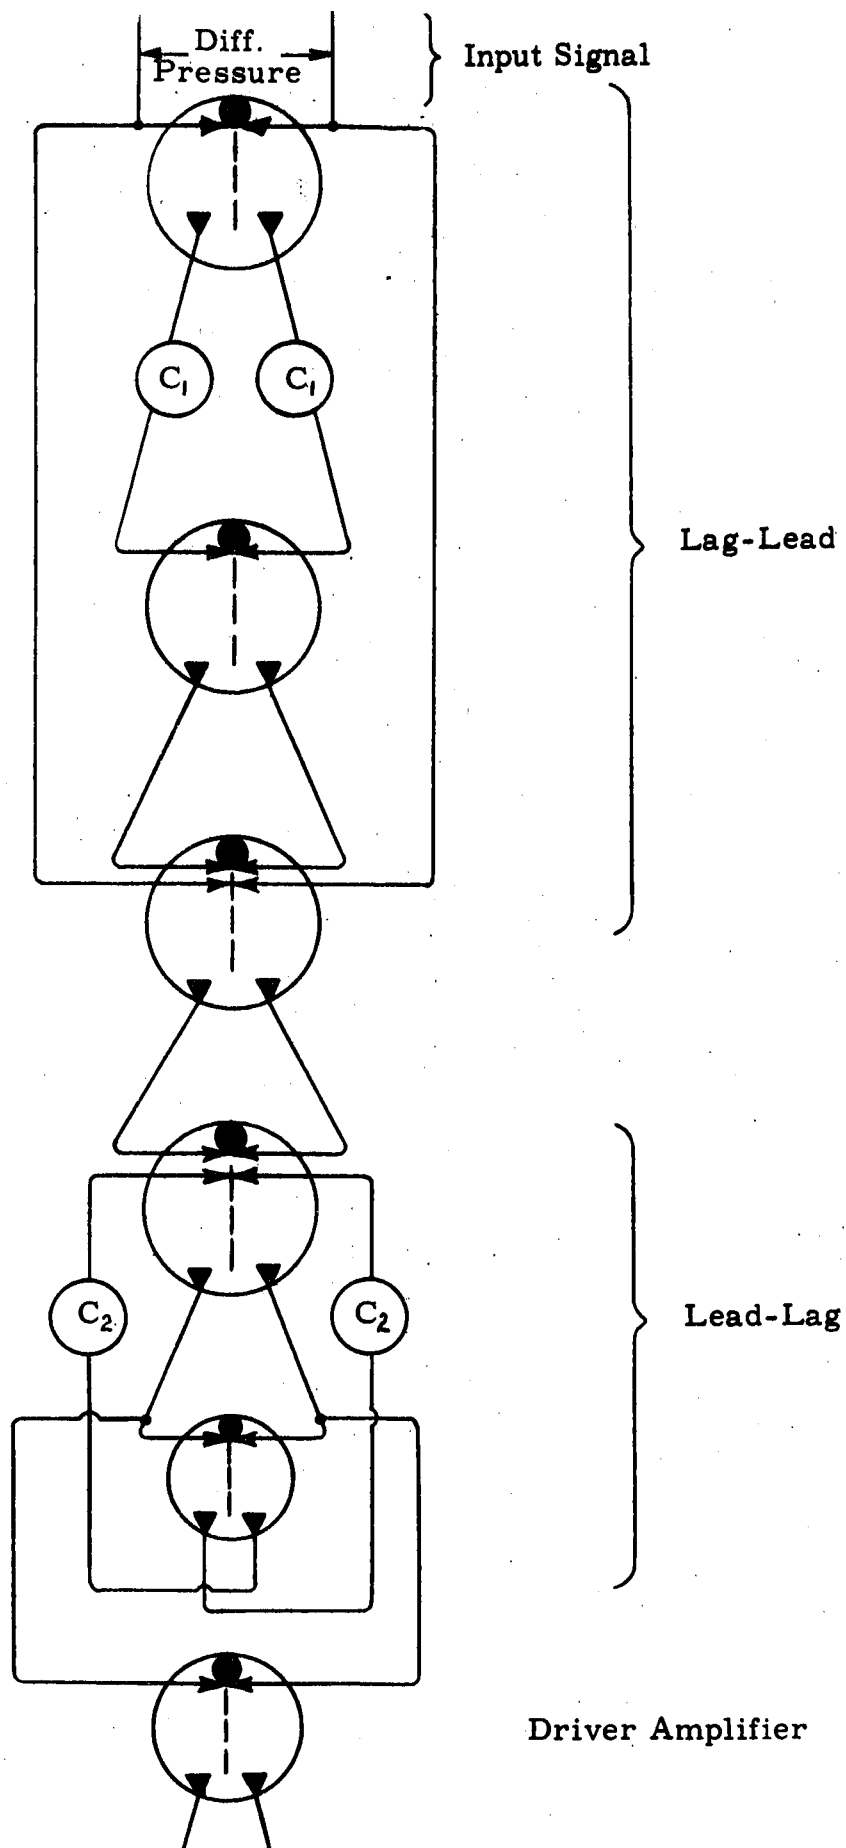 Diff.
Pressure
Input Signal
C₁
C₁
Lag-Lead
C₂
C₂
Lead-Lag
Driver Amplifier